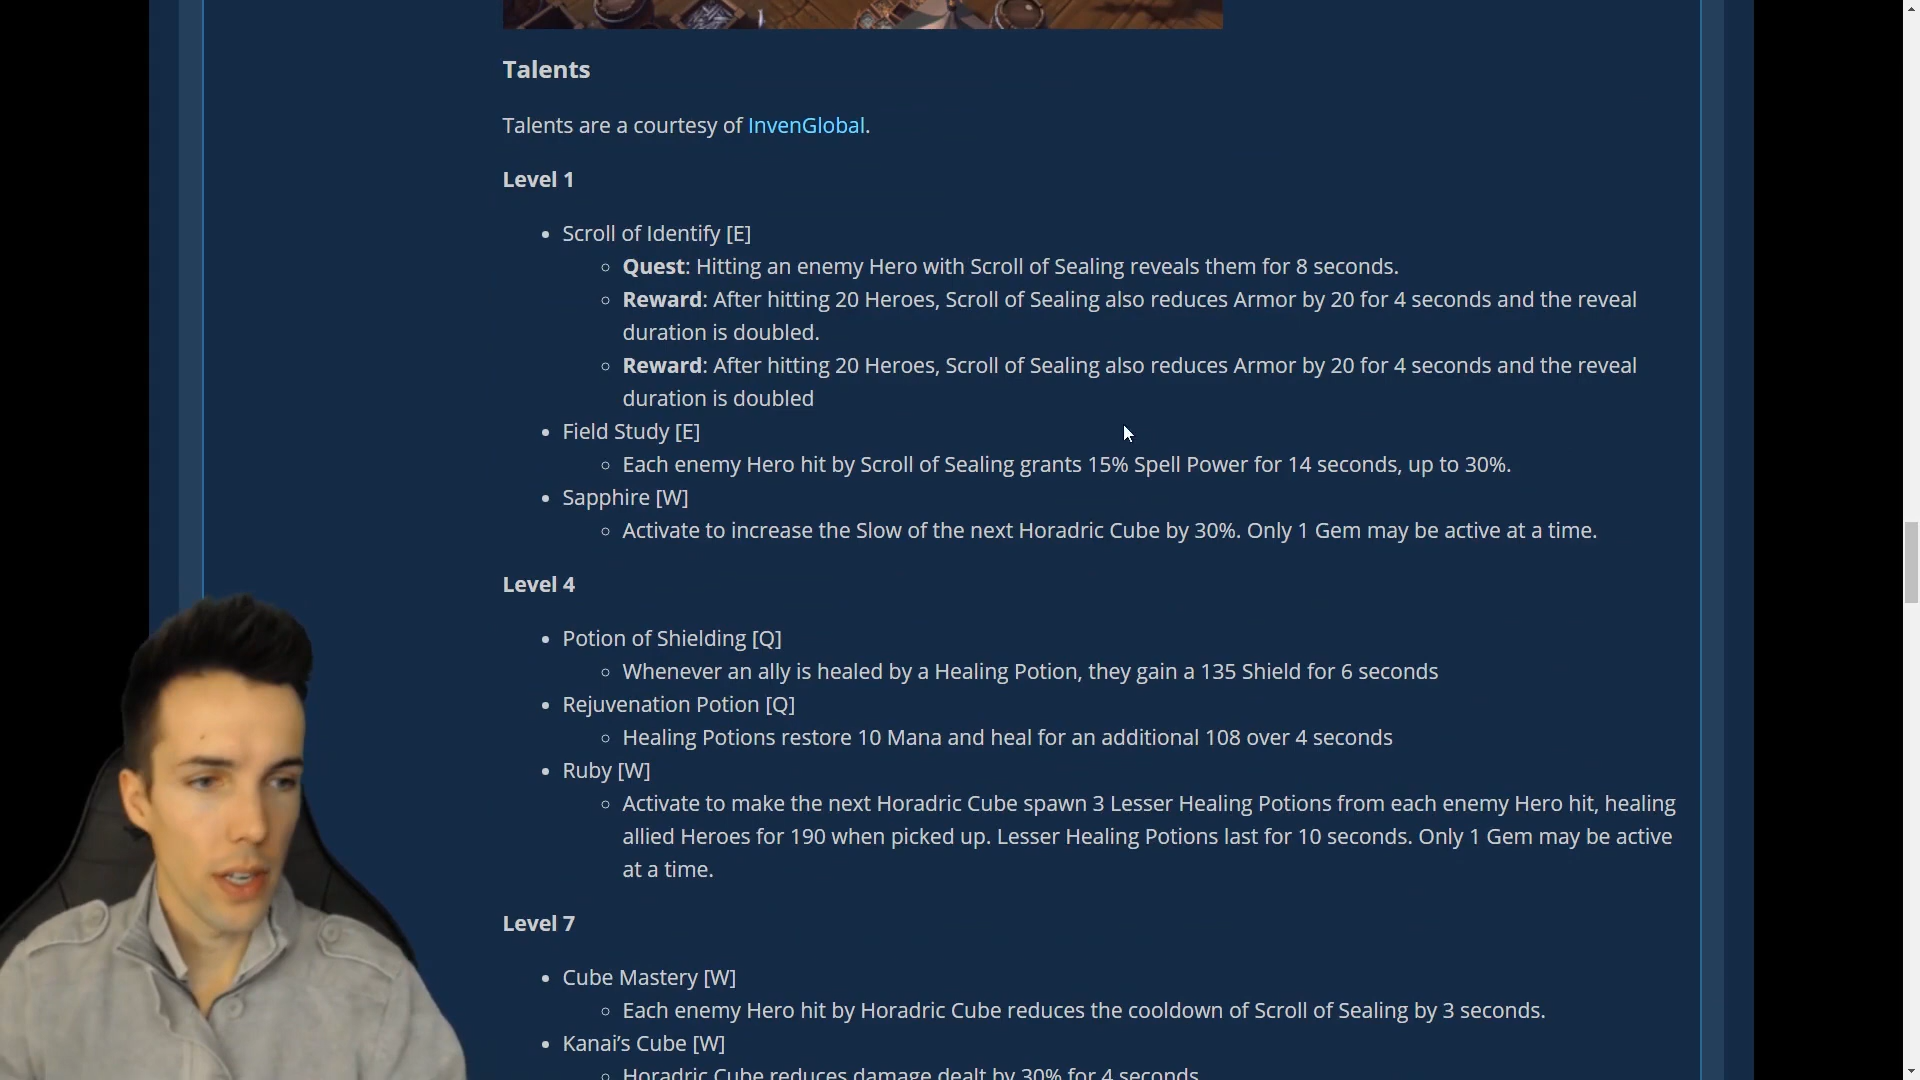 Talents
Talents are a courtesy of InvenGlobal.
Level 1
• Scroll of Identify [E]
◦ Quest: Hitting an enemy Hero with Scroll of Sealing reveals them for 8 seconds.
◦ Reward: After hitting 20 Heroes, Scroll of Sealing also reduces Armor by 20 for 4 seconds and the reveal
duration is doubled.
◦ Reward: After hitting 20 Heroes, Scroll of Sealing also reduces Armor by 20 for 4 seconds and the reveal
duration is doubled
• Field Study [E]
◦ Each enemy Hero hit by Scroll of Sealing grants 15% Spell Power for 14 seconds, up to 30%.
• Sapphire [W]
◦ Activate to increase the Slow of the next Horadric Cube by 30%. Only 1 Gem may be active at a time.
Level 4
• Potion of Shielding [Q]
◦ Whenever an ally is healed by a Healing Potion, they gain a 135 Shield for 6 seconds
• Rejuvenation Potion [Q]
◦ Healing Potions restore 10 Mana and heal for an additional 108 over 4 seconds
• Ruby [W]
◦ Activate to make the next Horadric Cube spawn 3 Lesser Healing Potions from each enemy Hero hit, healing
allied Heroes for 190 when picked up. Lesser Healing Potions last for 10 seconds. Only 1 Gem may be active
at a time.
Level 7
• Cube Mastery [W]
◦ Each enemy Hero hit by Horadric Cube reduces the cooldown of Scroll of Sealing by 3 seconds.
• Kanai’s Cube [W]
◦ Horadric Cube reduces damage dealt by 30% for 4 seconds